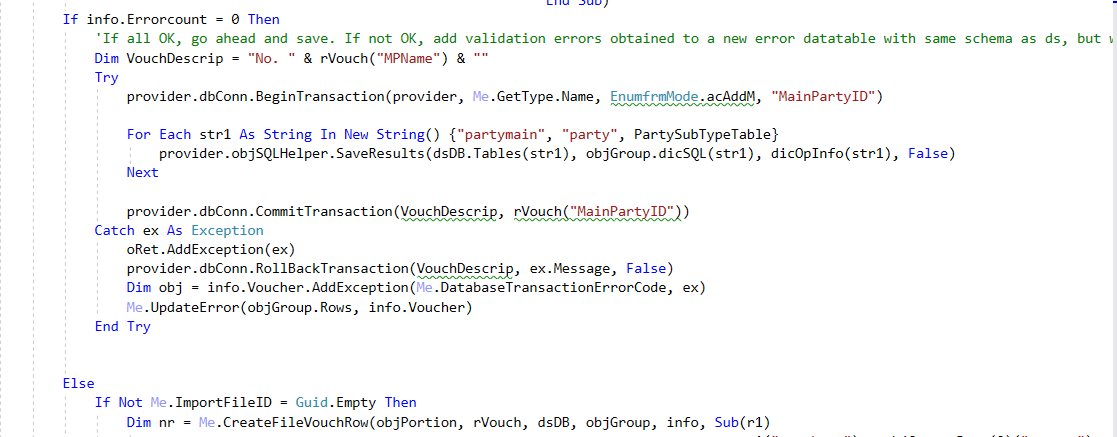 End Sub)
If info.Errorcount = 0 Then
'If all OK, go ahead and save. If not OK, add validation errors obtained to a new error datatable with same schema as ds, but
Dim VouchDescrip = "No. " & rVouch("MPName") & ""
Try
provider.dbConn.BeginTransaction(provider, Me.GetType.Name, EnumfrmMode.acAddM, "MainPartyID")
For Each str1 As String In New String() {"partymain", "party", PartySubTypeTable}
provider.objSQLHelper.SaveResults(dsDB.Tables(str1), objGroup.dicSQL(str1), dicOpInfo(str1), False)
Next
provider.dbConn.CommitTransaction(VouchDescrip, rVouch("MainPartyID"))
Catch ex As Exception
oRet.AddException(ex)
provider.dbConn.RollBackTransaction(VouchDescrip, ex.Message, False)
Dim obj = info.Voucher.AddException(Me.DatabaseTransactionErrorCode, ex)
Me.UpdateError(objGroup.Rows, info.Voucher)
End Try
Else
If Not Me.ImportFileID = Guid.Empty Then
Dim nr = Me.CreateFileVouchRow(objPortion, rVouch, dsDB, objGroup, info, Sub(r1)